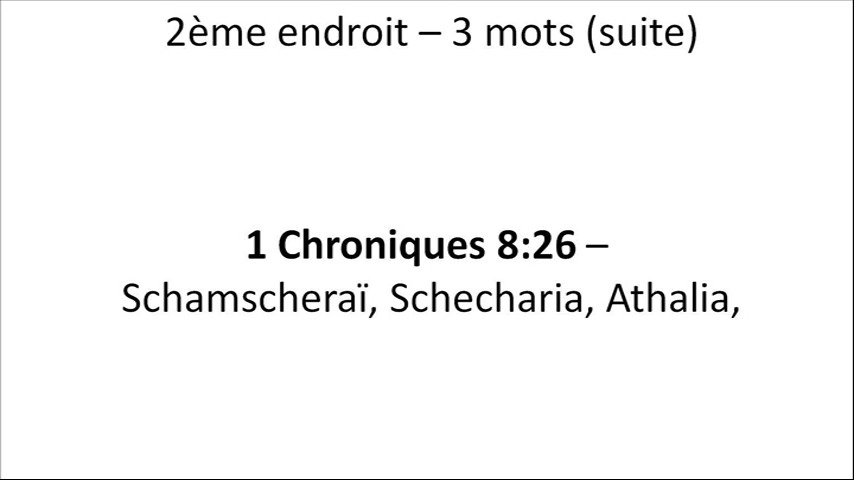 2ème endroit – 3 mots (suite)
1 Chroniques 8:26 –
Schamscheraï, Schecharia, Athalia,